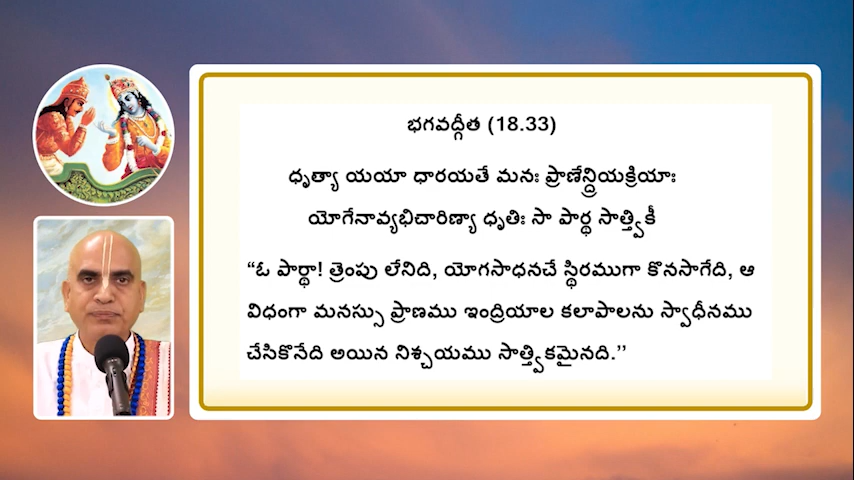 భగవద్గీత (18.33)
ధృత్యా యయా ధారయతే మనః ప్రాణేన్ద్రియక్రియాః
యోగేనావ్యభిచారిణ్యా ధృతిః సా పార్థ సాత్త్వికీ
“ఓ పార్థా! త్రెంపు లేనిది, యోగసాధనచే స్థిరముగా కొనసాగేది, ఆ
విధంగా మనస్సు ప్రాణము ఇంద్రియాల కలాపాలను స్వాధీనము
చేసికొనేది అయిన నిశ్చయము సాత్త్వికమైనది.’’